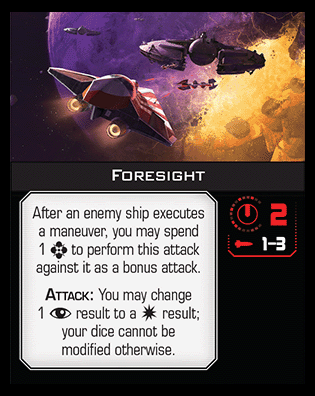 FORESIGHT
After an enemy ship executes
a maneuver, you may spend
1 to perform this attack
against it as a bonus attack.
ATTACK: You may change
1 result to a result;
your dice cannot be
modified otherwise.
2
1–3